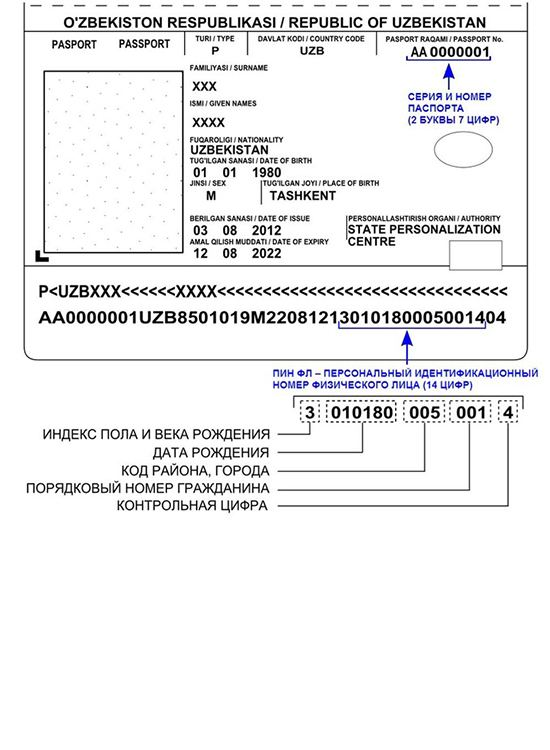 O'ZBEKISTON RESPUBLIKASI / REPUBLIC OF UZBEKISTAN
PASPORT PASSPORT
TURI / TYPE
P
DAVLAT KODI / COUNTRY CODE
UZB
PASPORT RAQAMI / PASSPORT No.
AA 0000001
СЕРИЯ И НОМЕР
ПАСПОРТА
(2 БУКВЫ 7 ЦИФР)
FAMILIYASI / SURNAME
XXX
ISMI / GIVEN NAMES
XXXX
FUQAROLIGI / NATIONALITY
UZBEKISTAN
TUG'ILGAN SANASI / DATE OF BIRTH
01 01 1980
JINSI / SEX
M
TUG'ILGAN JOYI / PLACE OF BIRTH
TASHKENT
BERILGAN SANASI / DATE OF ISSUE
03 08 2012
AMAL QILISH MUDDATI / DATE OF EXPIRY
12 08 2022
PERSONALLASHTIRISH ORGANI / AUTHORITY
STATE PERSONALIZATION
CENTRE
P<UZBXXX<<<<<<XXXX<<<<<<<<<<<<<<<<<<<<<<<<<<<<<<<
AA0000001UZB8501019M22081213010180005001404
ПИН ФЛ – ПЕРСОНАЛЬНЫЙ ИДЕНТИФИКАЦИОННЫЙ
НОМЕР ФИЗИЧЕСКОГО ЛИЦА (14 ЦИФР)
3 010180 005 001 4
ИНДЕКС ПОЛА И ВЕКА РОЖДЕНИЯ
ДАТА РОЖДЕНИЯ
КОД РАЙОНА, ГОРОДА
ПОРЯДКОВЫЙ НОМЕР ГРАЖДАНИНА
КОНТРОЛЬНАЯ ЦИФРА